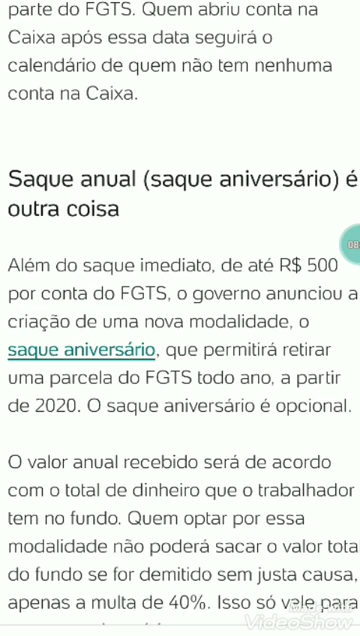 parte do FGTS. Quem abriu conta na
Caixa após essa data seguirá o
calendário de quem não tem nenhuma
conta na Caixa.
Saque anual (saque aniversário) é
outra coisa
08
Além do saque imediato, de até R$ 500
por conta do FGTS, o governo anunciou a
criação de uma nova modalidade, o
saque aniversário, que permitirá retirar
uma parcela do FGTS todo ano, a partir
de 2020. O saque aniversário é opcional.
O valor anual recebido será de acordo
com o total de dinheiro que o trabalhador
tem no fundo. Quem optar por essa
modalidade não poderá sacar o valor tota
do fundo se for demitido sem justa causa,
apenas a multa de 40%. Isso só vale para
VideoShow